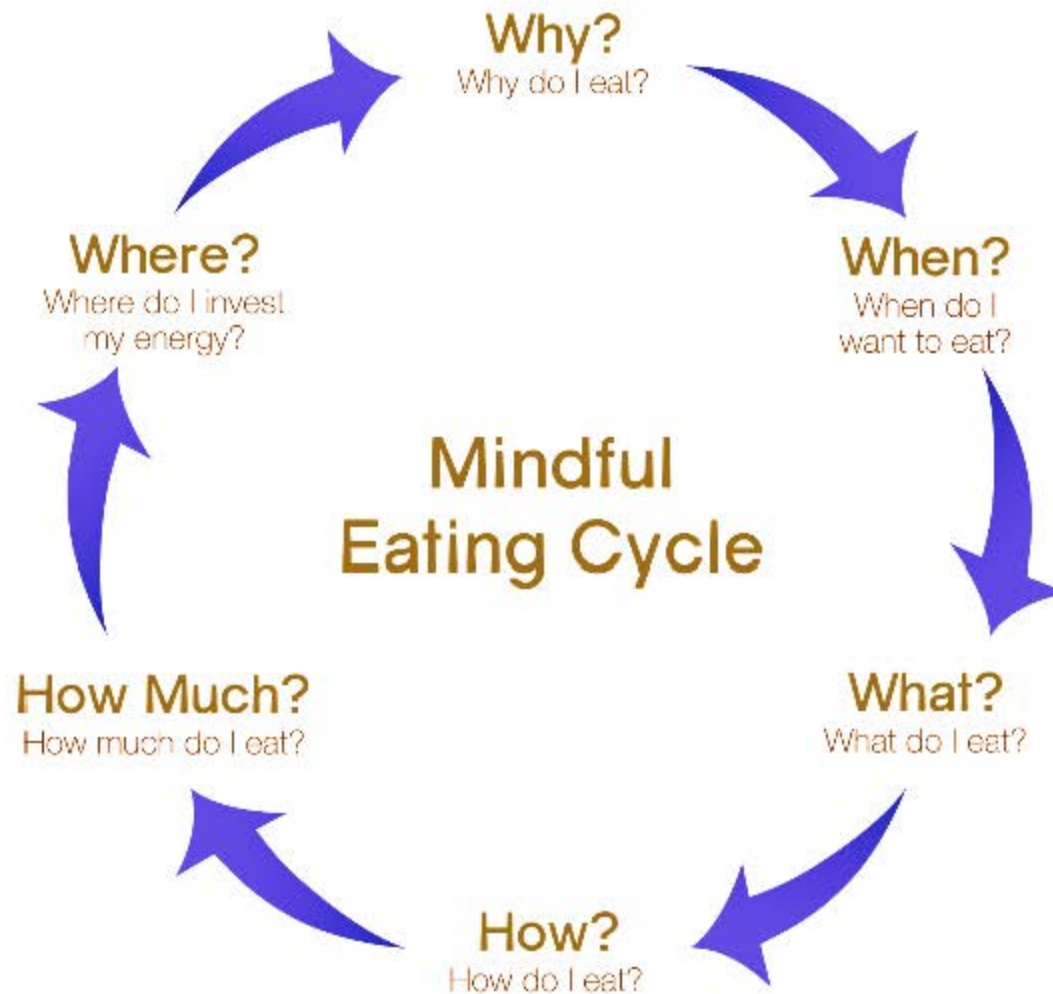 Why?
Why do I eat?
When?
When do I
want to eat?
What?
What do I eat?
How?
How do I eat?
How Much?
How much do I eat?
Where?
Where do I invest
my energy?
Mindful
Eating Cycle